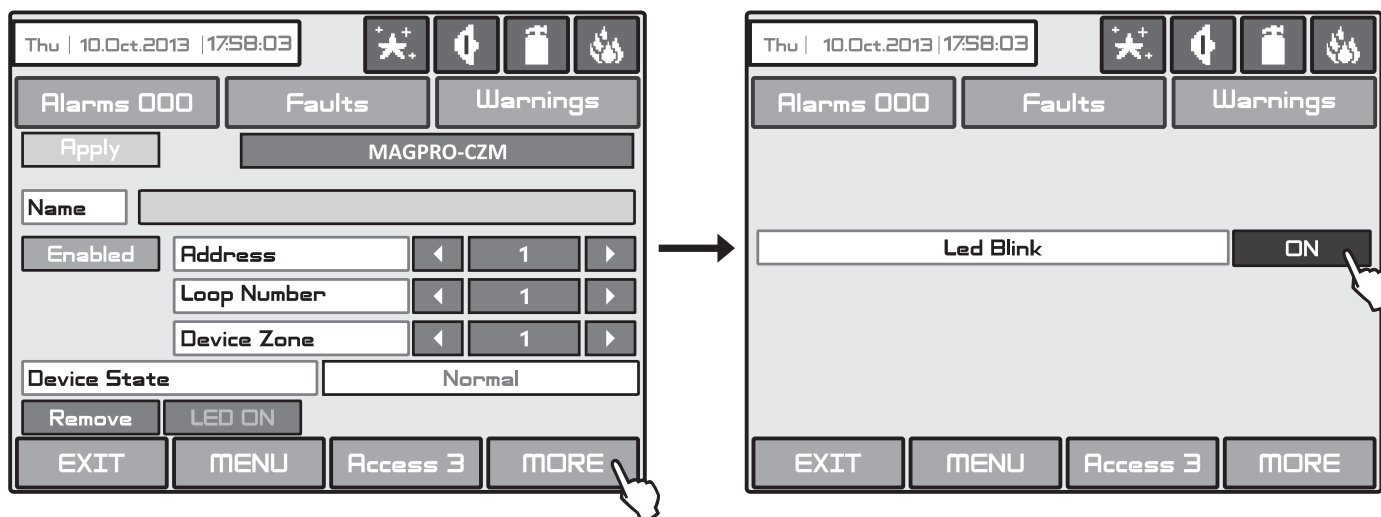 Thu | 10.Oct.2013 | 17:58:03
Alarms 000 Faults Warnings
Apply MAGPRO-CZM
Name
Enabled Address 1
Loop Number 1
Device Zone 1
Device State Normal
Remove LED ON
EXIT MENU Access 3 MORE
Thu | 10.Oct.2013 | 17:58:03
Alarms 000 Faults Warnings
Led Blink ON
EXIT MENU Access 3 MORE